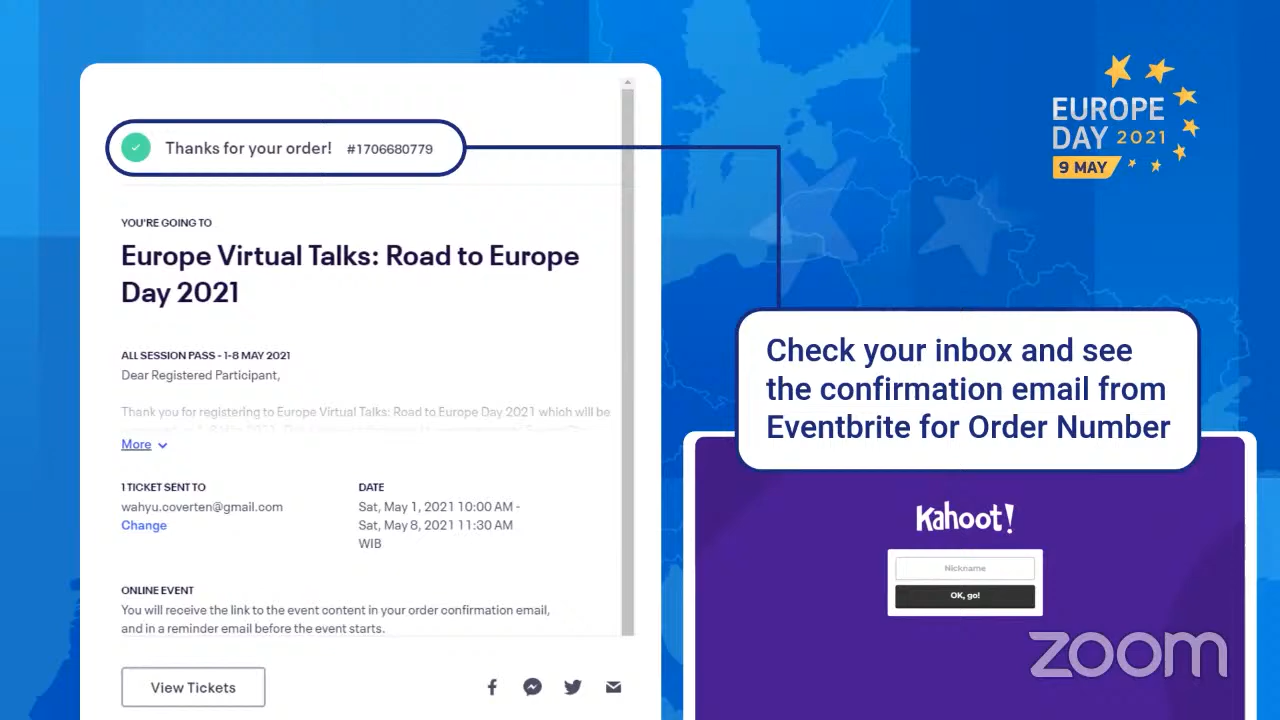 Thanks for your order! #1706680779
YOU'RE GOING TO
Europe Virtual Talks: Road to Europe
Day 2021
ALL SESSION PASS - 1-8 MAY 2021
Dear Registered Participant,
Thank you for registering to Europe Virtual Talks: Road to Europe Day 2021 which will be
More
1 TICKET SENT TO
wahyu.coverten@gmail.com
Change
DATE
Sat, May 1, 2021 10:00 AM -
Sat, May 8, 2021 11:30 AM
WIB
ONLINE EVENT
You will receive the link to the event content in your order confirmation email,
and in a reminder email before the event starts.
View Tickets
EUROPE
DAY 2021
9 MAY
Check your inbox and see
the confirmation email from
Eventbrite for Order Number
Kahoot!
Nickname
OK, go!
zoom